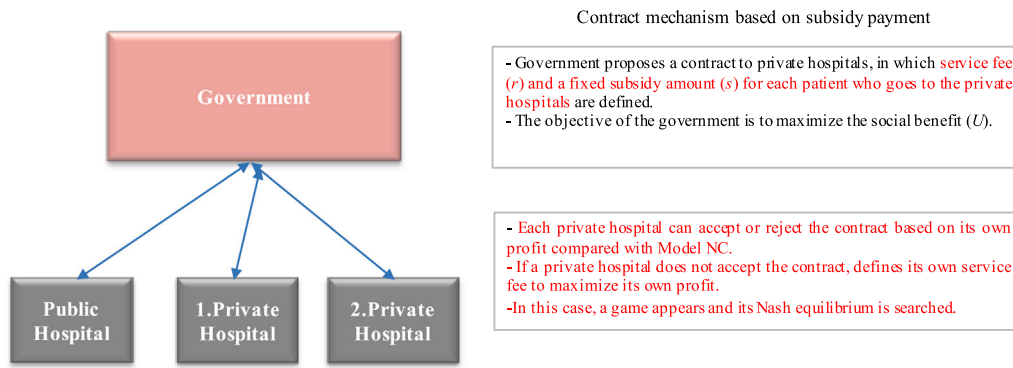 Contract mechanism based on subsidy payment
Government
- Government proposes a contract to private hospitals, in which service fee
(r) and a fixed subsidy amount (s) for each patient who goes to the private
hospitals are defined.
- The objective of the government is to maximize the social benefit (U).
- Each private hospital can accept or reject the contract based on its own
profit compared with Model NC.
- If a private hospital does not accept the contract, defines its own service
fee to maximize its own profit.
-In this case, a game appears and its Nash equilibrium is searched.
Public
Hospital
1.Private
Hospital
2.Private
Hospital